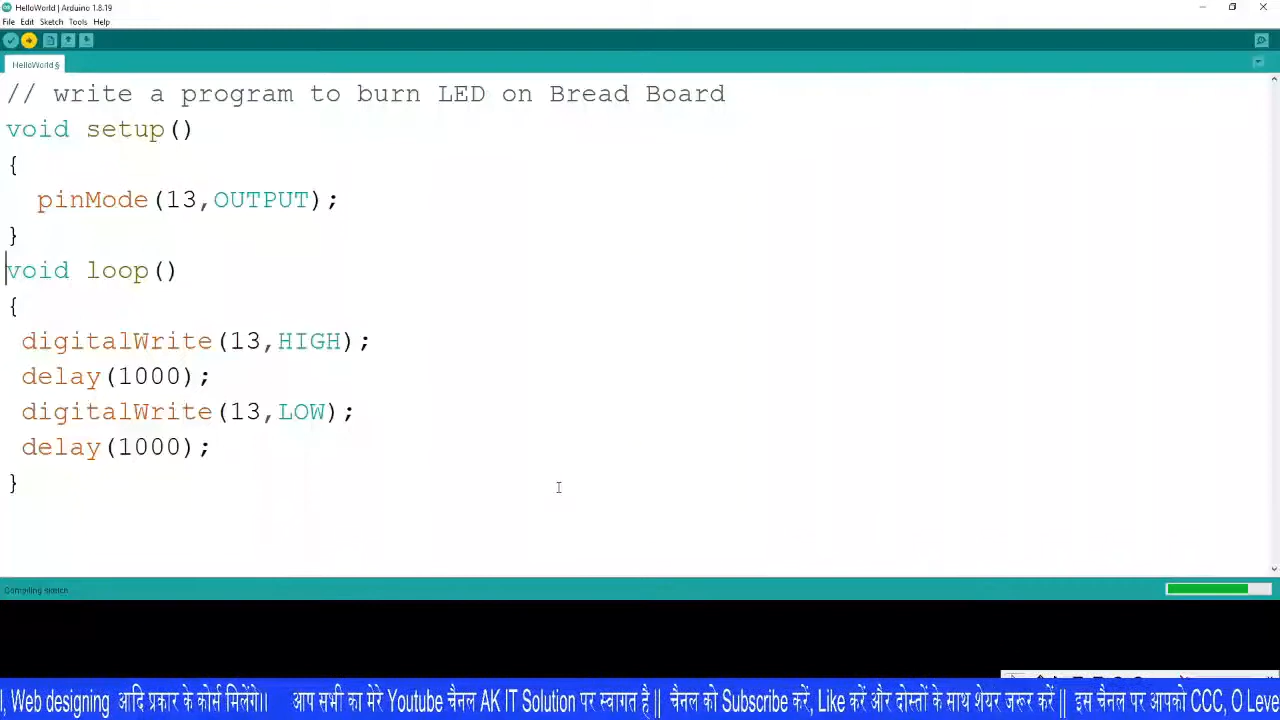 HelloWorld | Arduino 1.8.19
File Edit Sketch Tools Help
HelloWorld §
// write a program to burn LED on Bread Board
void setup()
{
pinMode(13,OUTPUT);
}
void loop()
{
digitalWrite(13,HIGH);
delay(1000);
digitalWrite(13,LOW);
delay(1000);
}
Compiling sketch
, Web designing आदि प्रकार के कोर्स मिलेंगे।। आप सभी का मेरे Youtube चैनल AK IT Solution पर स्वागत है || चैनल को Subscribe करें, Like करें और दोस्तों के साथ शेयर जरूर करें || इस चैनल पर आपको CCC, O Leve